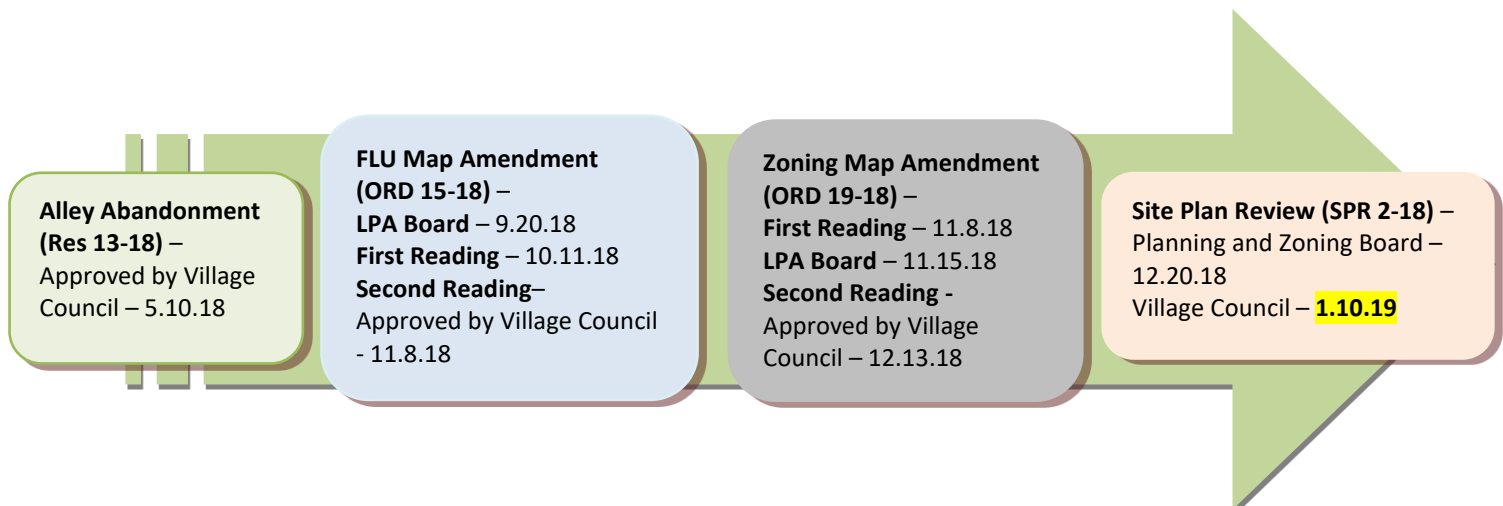 Alley Abandonment
(Res 13-18) –
Approved by Village
Council – 5.10.18
FLU Map Amendment
(ORD 15-18) –
LPA Board – 9.20.18
First Reading – 10.11.18
Second Reading–
Approved by Village Council
- 11.8.18
Zoning Map Amendment
(ORD 19-18) –
First Reading – 11.8.18
LPA Board – 11.15.18
Second Reading -
Approved by Village
Council – 12.13.18
Site Plan Review (SPR 2-18) –
Planning and Zoning Board –
12.20.18
Village Council – 1.10.19